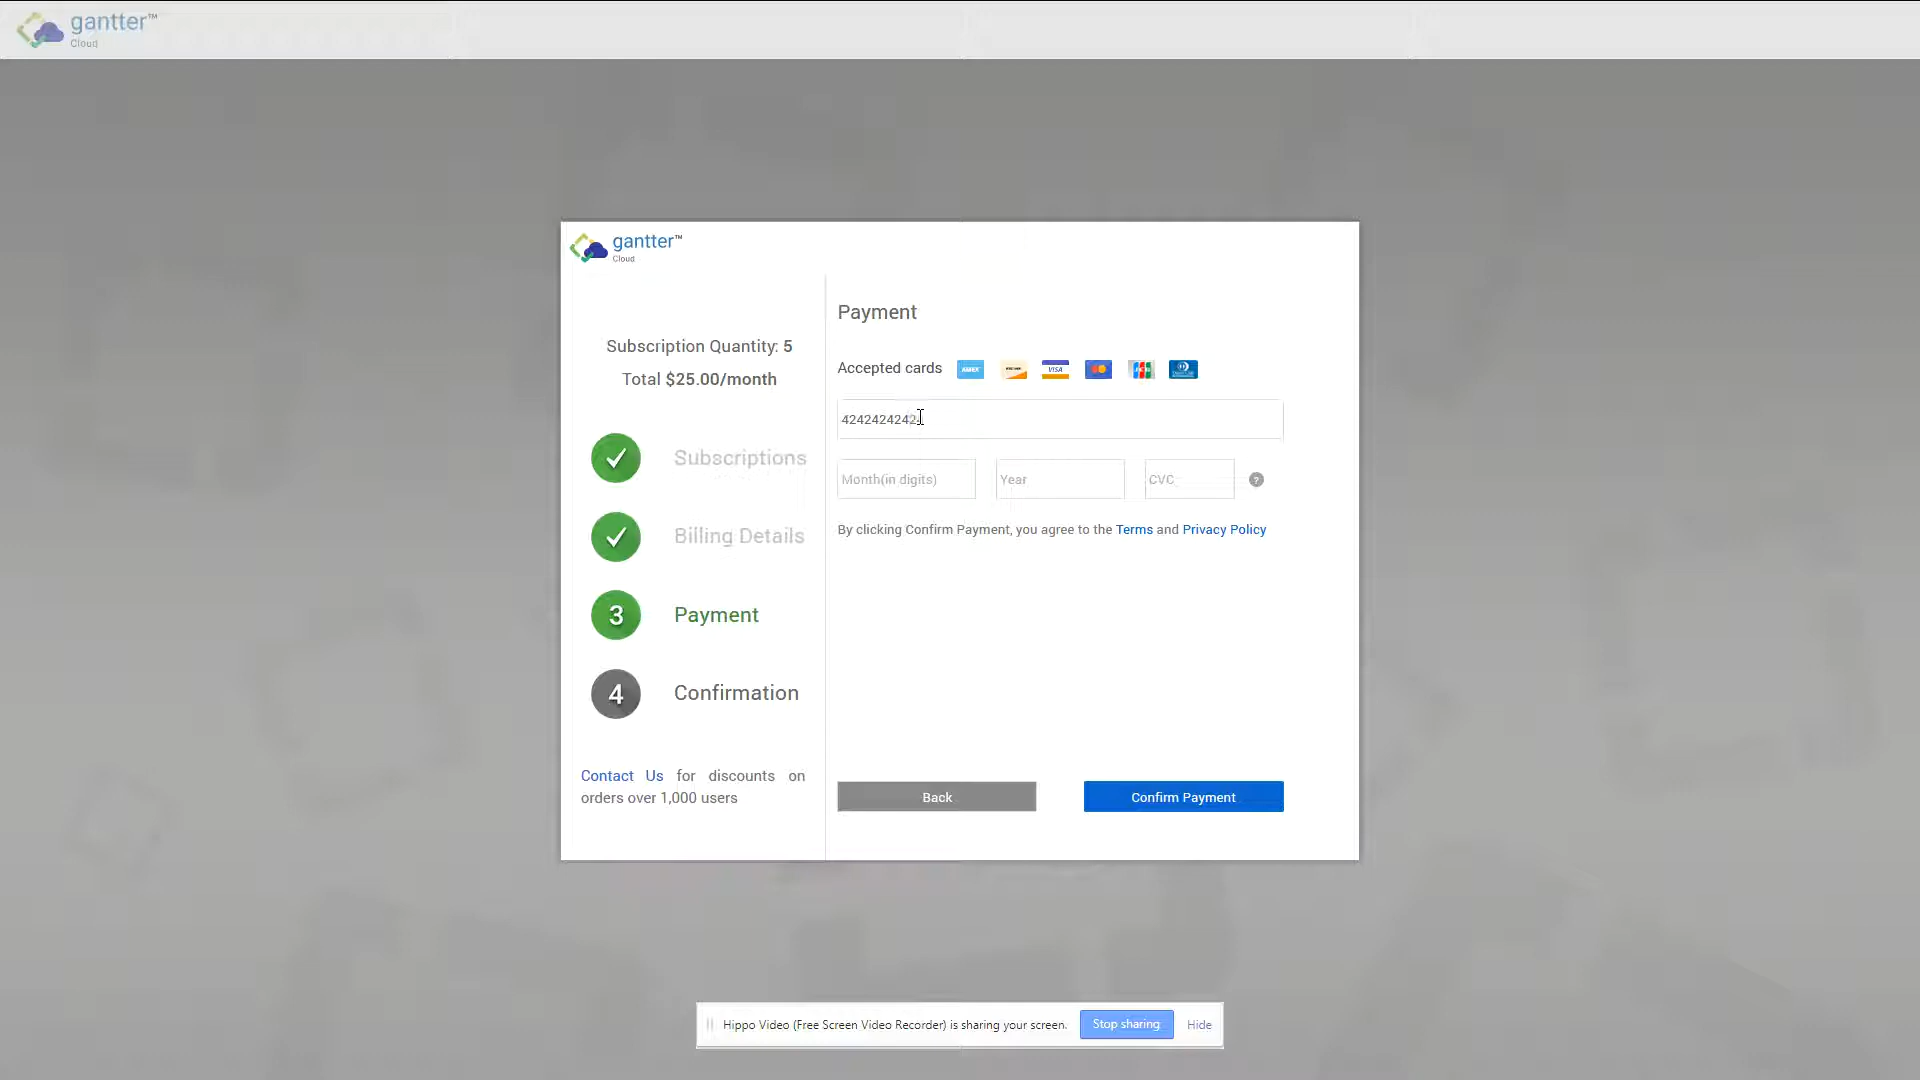 gantter™
Cloud
gantter™
Cloud
Subscription Quantity: 5
Total $25.00/month
Subscriptions
Billing Details
3 Payment
4 Confirmation
Contact Us for discounts on
orders over 1,000 users
Payment
Accepted cards
AMEX
VISA
4242424242
Month(in digits) Year CVC ?
By clicking Confirm Payment, you agree to the Terms and Privacy Policy
Back Confirm Payment
Hippo Video (Free Screen Video Recorder) is sharing your screen. Stop sharing Hide